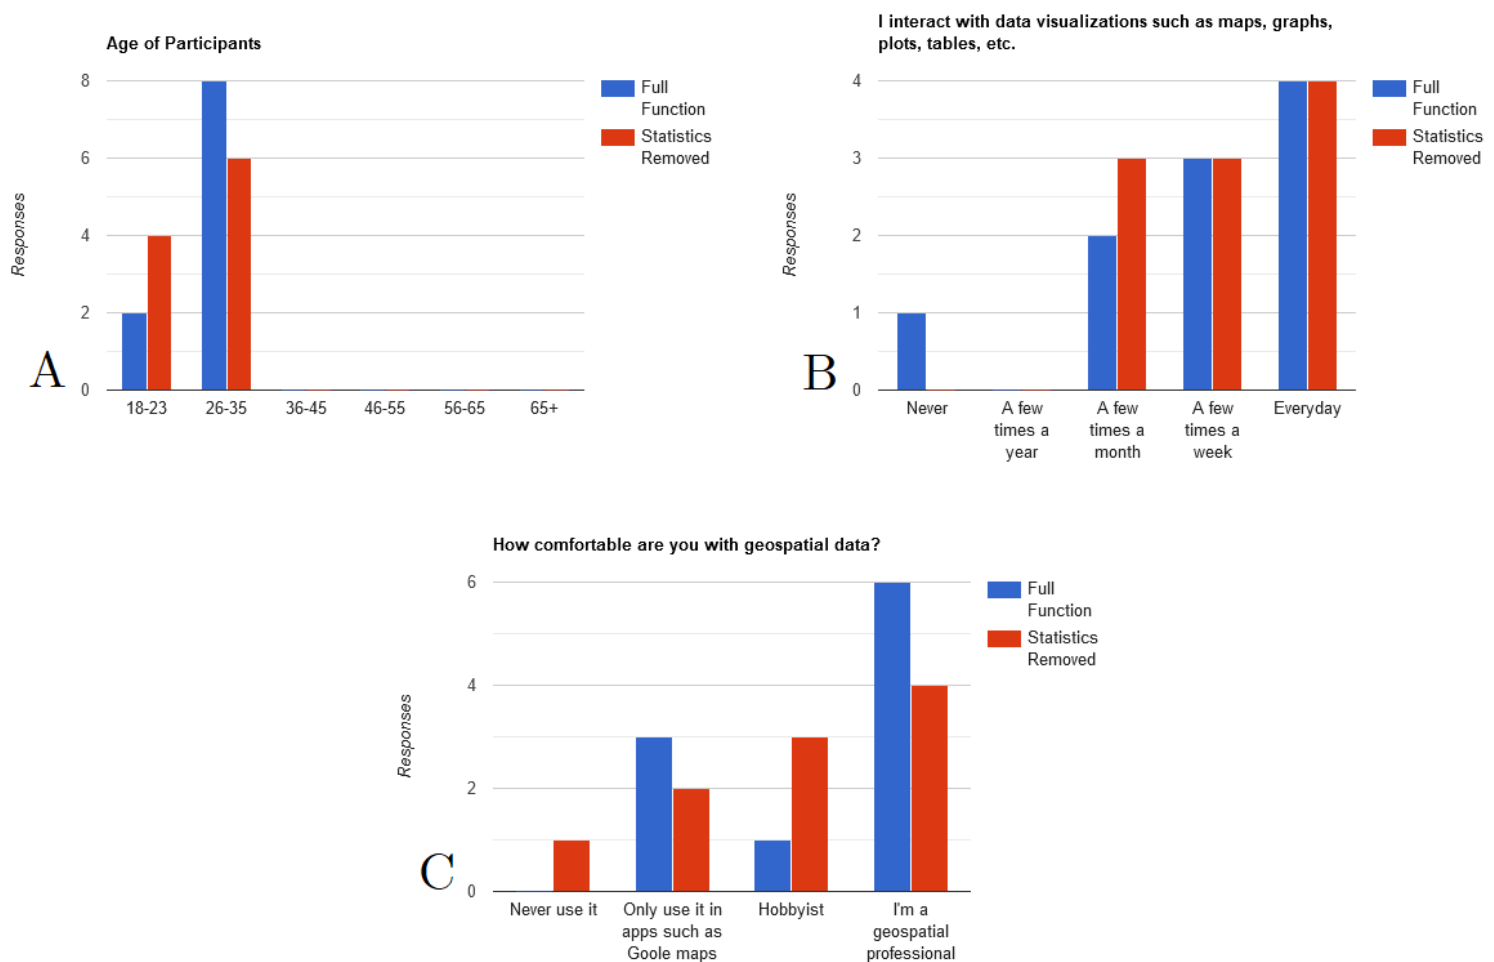 Age of Participants
8
6
4
2
0
Responses
18-23
26-35
36-45
46-55
56-65
65+
Full
Function
Statistics
Removed
A
I interact with data visualizations such as maps, graphs,
plots, tables, etc.
4
3
2
1
0
Responses
Never
A few
times a
year
A few
times a
month
A few
times a
week
Everyday
Full
Function
Statistics
Removed
B
How comfortable are you with geospatial data?
6
4
2
0
Responses
Never use it
Only use it in
apps such as
Goole maps
Hobbyist
I'm a
geospatial
professional
Full
Function
Statistics
Removed
C